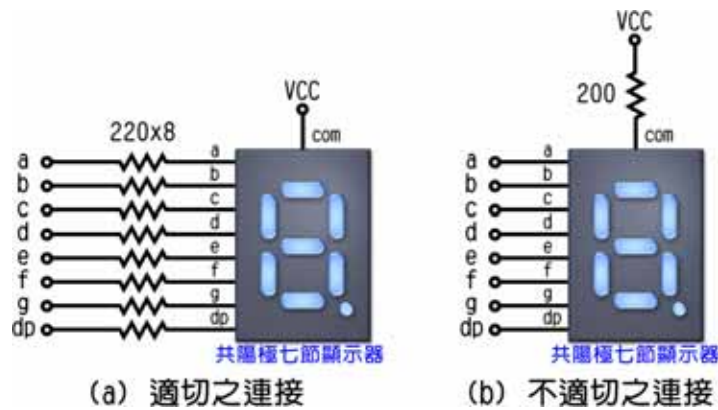 VCC
220x8
com
a a
b b
c c
d d
e e
f f
g g
dp dp
共陽極七節顯示器
(a) 適切之連接
VCC
200
com
a a
b b
c c
d d
e e
f f
g g
dp dp
共陽極七節顯示器
(b) 不適切之連接